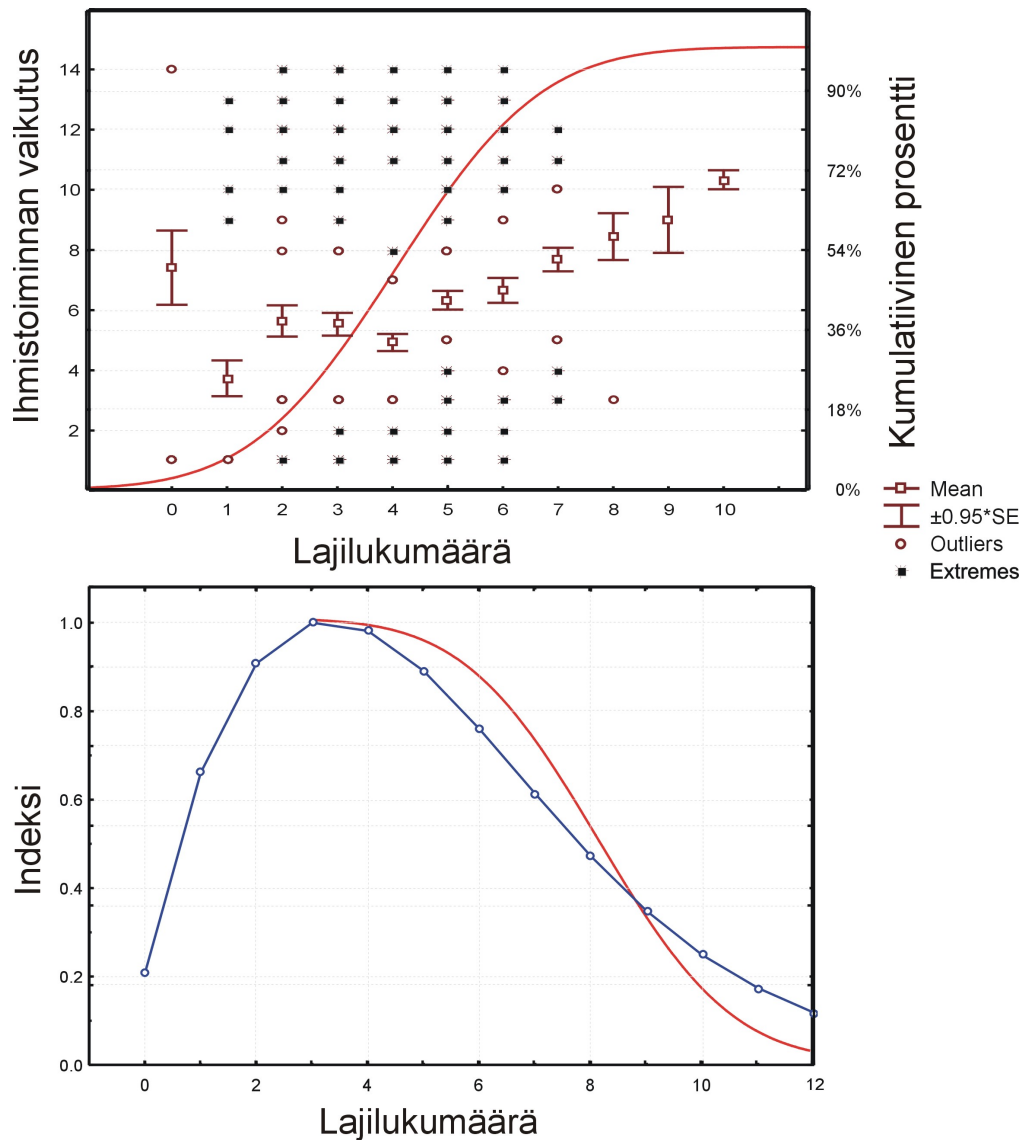 Ihmistoiminnan vaikutus
14
12
10
8
6
4
2
0 1 2 3 4 5 6 7 8 9 10
Lajilukumäärä
90%
72%
54%
36%
18%
0%
Kumulatiivinen prosentti
Mean
±0.95*SE
Outliers
Extremes
Indeksi
1.0
0.8
0.6
0.4
0.2
0.0
0 2 4 6 8 10 12
Lajilukumäärä